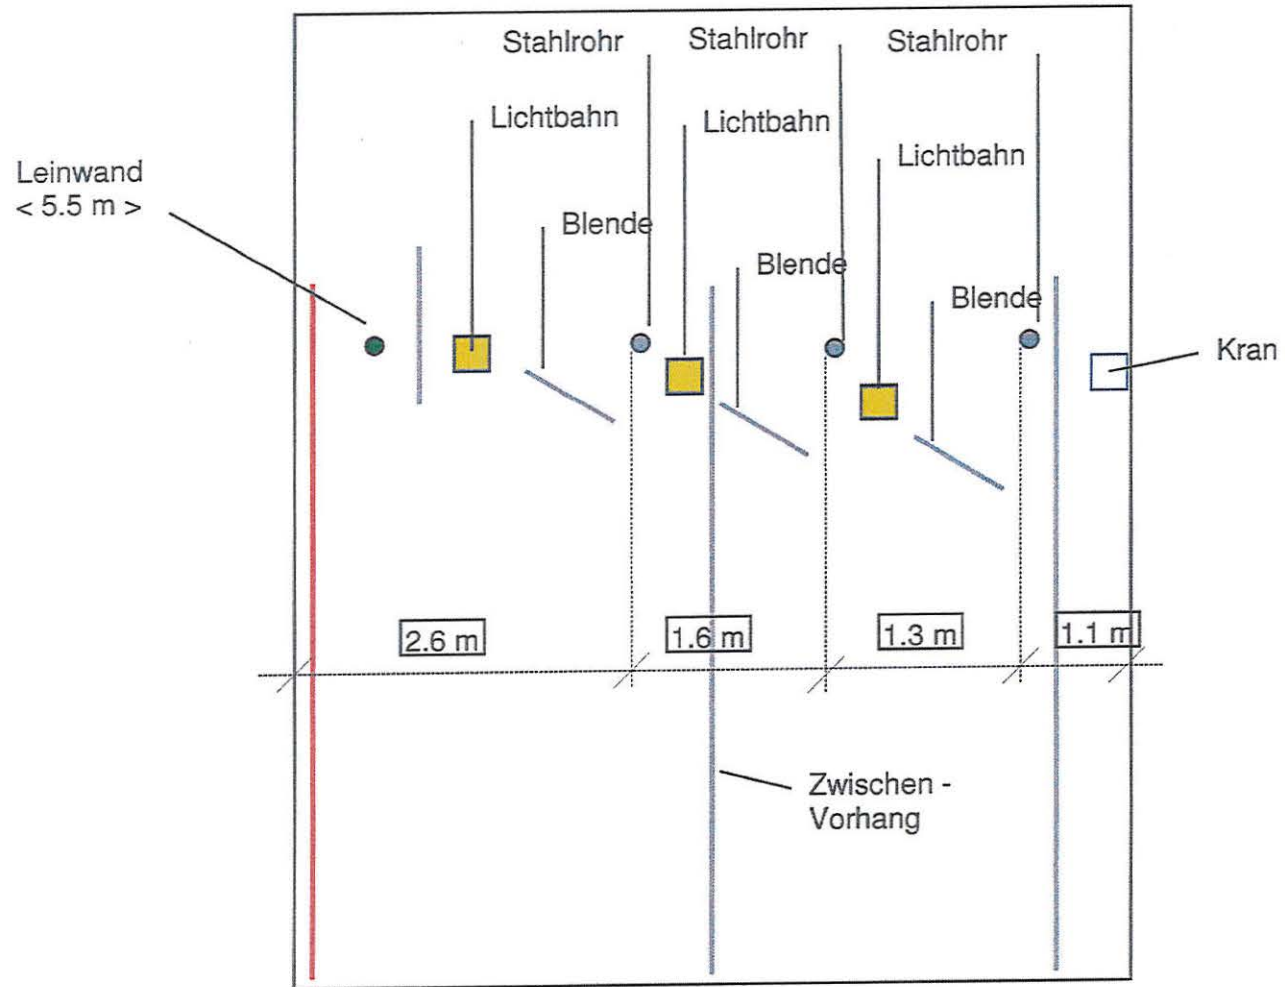 Stahlrohr
Stahlrohr
Stahlrohr
Lichtbahn
Lichtbahn
Lichtbahn
Leinwand
< 5.5 m >
Blende
Blende
Blende
Kran
2.6 m
1.6 m
1.3 m
1.1 m
Zwischen -
Vorhang